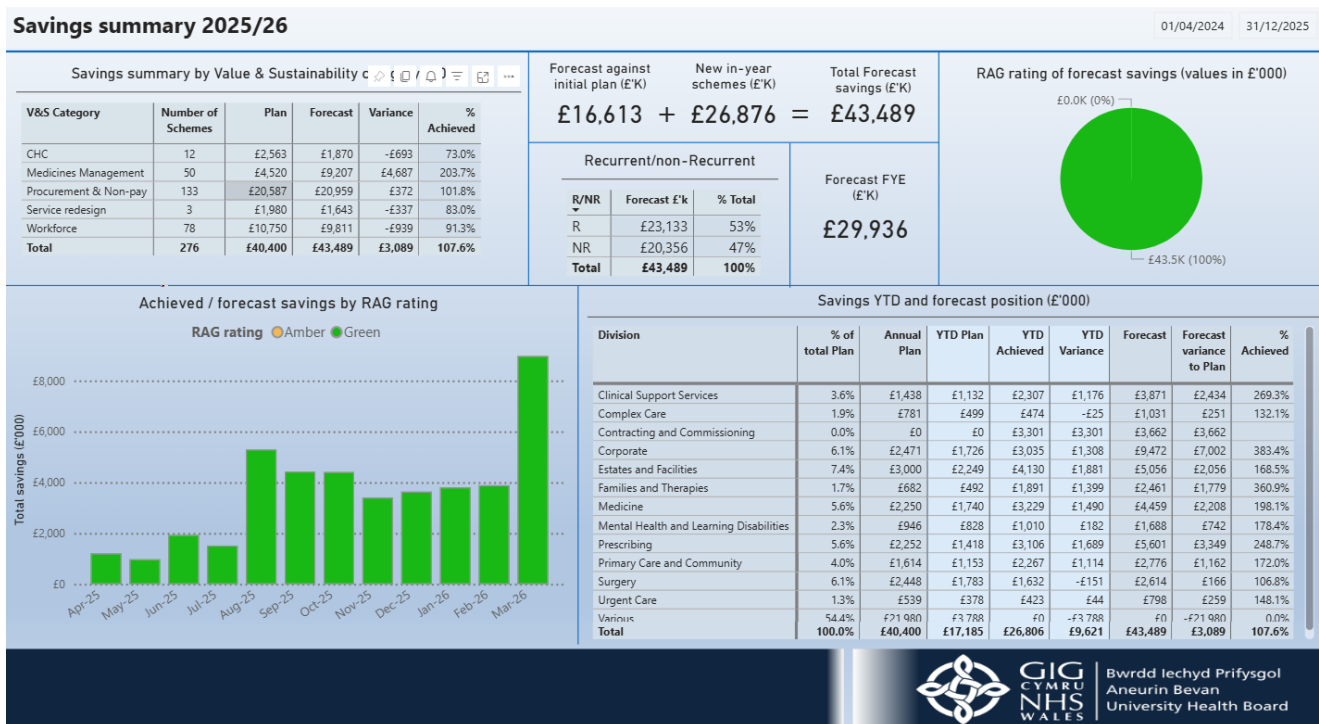 Savings summary 2025/26
01/04/2024 31/12/2025
Savings summary by Value & Sustainability
V&S Category Number of Schemes Plan Forecast Variance % Achieved
CHC 12 £2,563 £1,870 -£693 73.0%
Medicines Management 50 £4,520 £9,207 £4,687 203.7%
Procurement & Non-pay 133 £20,587 £20,959 £372 101.8%
Service redesign 3 £1,980 £1,643 -£337 83.0%
Workforce 78 £10,750 £9,811 -£939 91.3%
Total 276 £40,400 £43,489 £3,089 107.6%
Forecast against initial plan (£'K) New in-year schemes (£'K) Total Forecast savings (£'K)
£16,613 + £26,876 = £43,489
Recurrent/non-Recurrent
R/NR Forecast £'k % Total
R £23,133 53%
NR £20,356 47%
Total £43,489 100%
Forecast FYE
(£'K)
£29,936
RAG rating of forecast savings (values in £'000)
£0.0K (0%)
£43.5K (100%)
Achieved / forecast savings by RAG rating
RAG rating Amber Green
Total savings (£'000)
£8,000
£6,000
£4,000
£2,000
£0
Apr-25 May-25 Jun-25 Jul-25 Aug-25 Sep-25 Oct-25 Nov-25 Dec-25 Jan-26 Feb-26 Mar-26
Savings YTD and forecast position (£'000)
Division % of total Plan Annual Plan YTD Plan YTD Achieved YTD Variance Forecast Forecast variance to Plan % Achieved
Clinical Support Services 3.6% £1,438 £1,132 £2,307 £1,176 £3,871 £2,434 269.3%
Complex Care 1.9% £781 £499 £474 -£25 £1,031 £251 132.1%
Contracting and Commissioning 0.0% £0 £0 £3,301 £3,301 £3,662 £3,662
Corporate 6.1% £2,471 £1,726 £3,035 £1,308 £9,472 £7,002 383.4%
Estates and Facilities 7.4% £3,000 £2,249 £4,130 £1,881 £5,056 £2,056 168.5%
Families and Therapies 1.7% £682 £492 £1,891 £1,399 £2,461 £1,779 360.9%
Medicine 5.6% £2,250 £1,740 £3,229 £1,490 £4,459 £2,208 198.1%
Mental Health and Learning Disabilities 2.3% £946 £828 £1,010 £182 £1,688 £742 178.4%
Prescribing 5.6% £2,252 £1,418 £3,106 £1,689 £5,601 £3,349 248.7%
Primary Care and Community 4.0% £1,614 £1,153 £2,267 £1,114 £2,776 £1,162 172.0%
Surgery 6.1% £2,448 £1,783 £1,632 -£151 £2,614 £166 106.8%
Urgent Care 1.3% £539 £378 £423 £44 £798 £259 148.1%
Various 54.4% £21,980 £3,788 £0 -£3,788 £0 -£21,980 0.0%
Total 100.0% £40,400 £17,185 £26,806 £9,621 £43,489 £3,089 107.6%
GIG
CYMRU
NHS
WALES
Bwrdd Iechyd Prifysgol
Aneurin Bevan
University Health Board